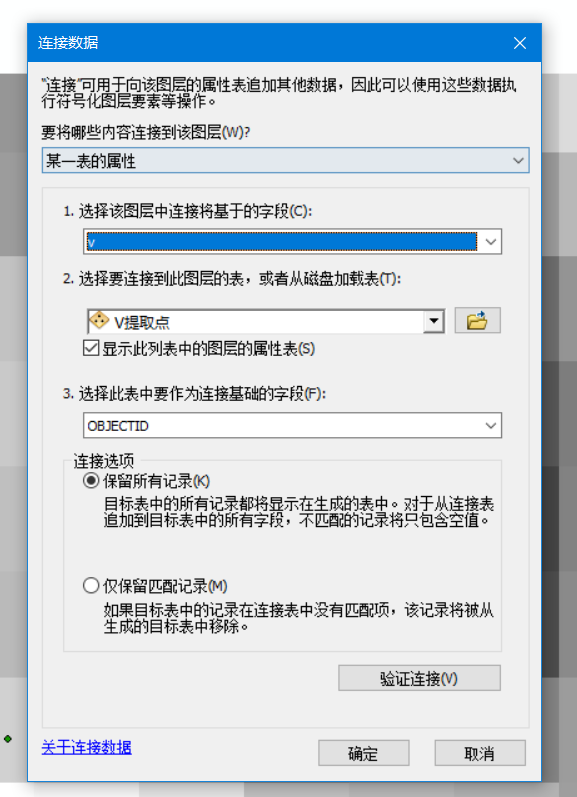 连接数据
"连接"可用于向该图层的属性表追加其他数据，因此可以使用这些数据执
行符号化图层要素等操作。
要将哪些内容连接到该图层(W)?
某一表的属性
1. 选择该图层中连接将基于的字段(C):
v
2. 选择要连接到此图层的表，或者从磁盘加载表(T):
V提取点
显示此列表中的图层的属性表(S)
3. 选择此表中要作为连接基础的字段(F):
OBJECTID
连接选项
保留所有记录(K)
目标表中的所有记录都将显示在生成的表中。对于从连接表
追加到目标表中的所有字段，不匹配的记录将只包含空值。
仅保留匹配记录(M)
如果目标表中的记录在连接表中没有匹配项，该记录将被从
生成的目标表中移除。
验证连接(V)
关于连接数据
确定
取消